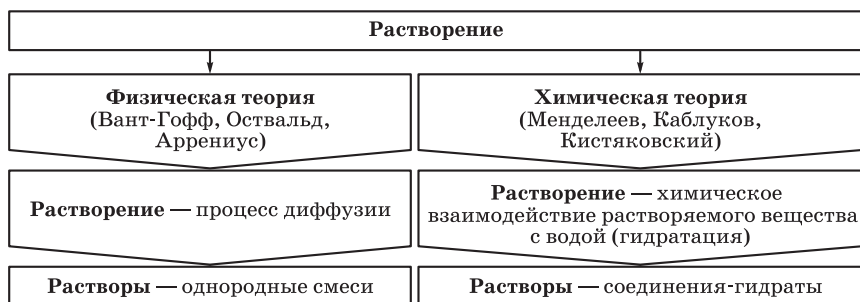 Растворение
Физическая теория
(Вант-Гофф, Оствальд,
Аррениус)
Химическая теория
(Менделеев, Каблуков,
Кистяковский)
Растворение — процесс диффузии
Растворение — химическое
взаимодействие растворяемого вещества
с водой (гидратация)
Растворы — однородные смеси
Растворы — соединения-гидраты